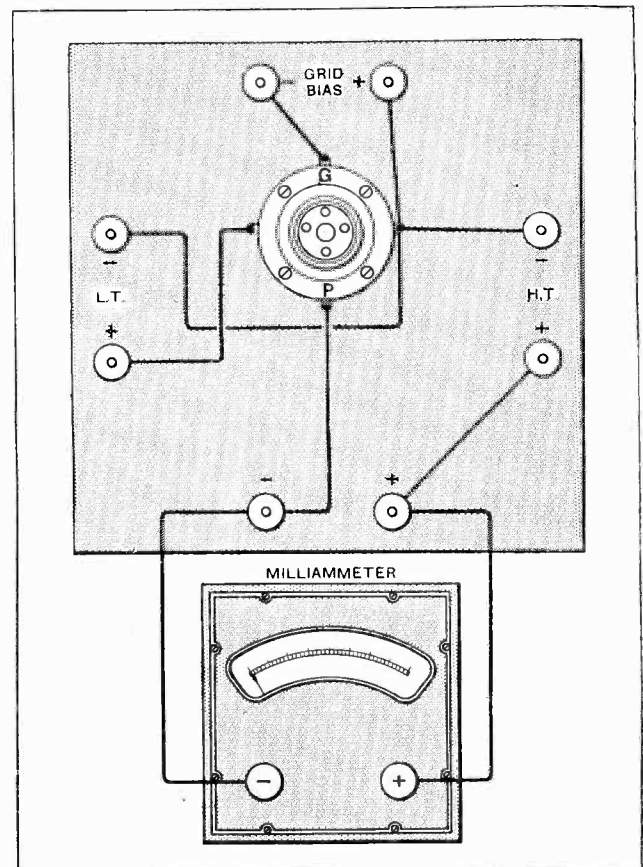 - GRID +
BIAS
G
-
L.T.
+
P
-
H.T
+
-
+
MILLIAMMETER
-
+